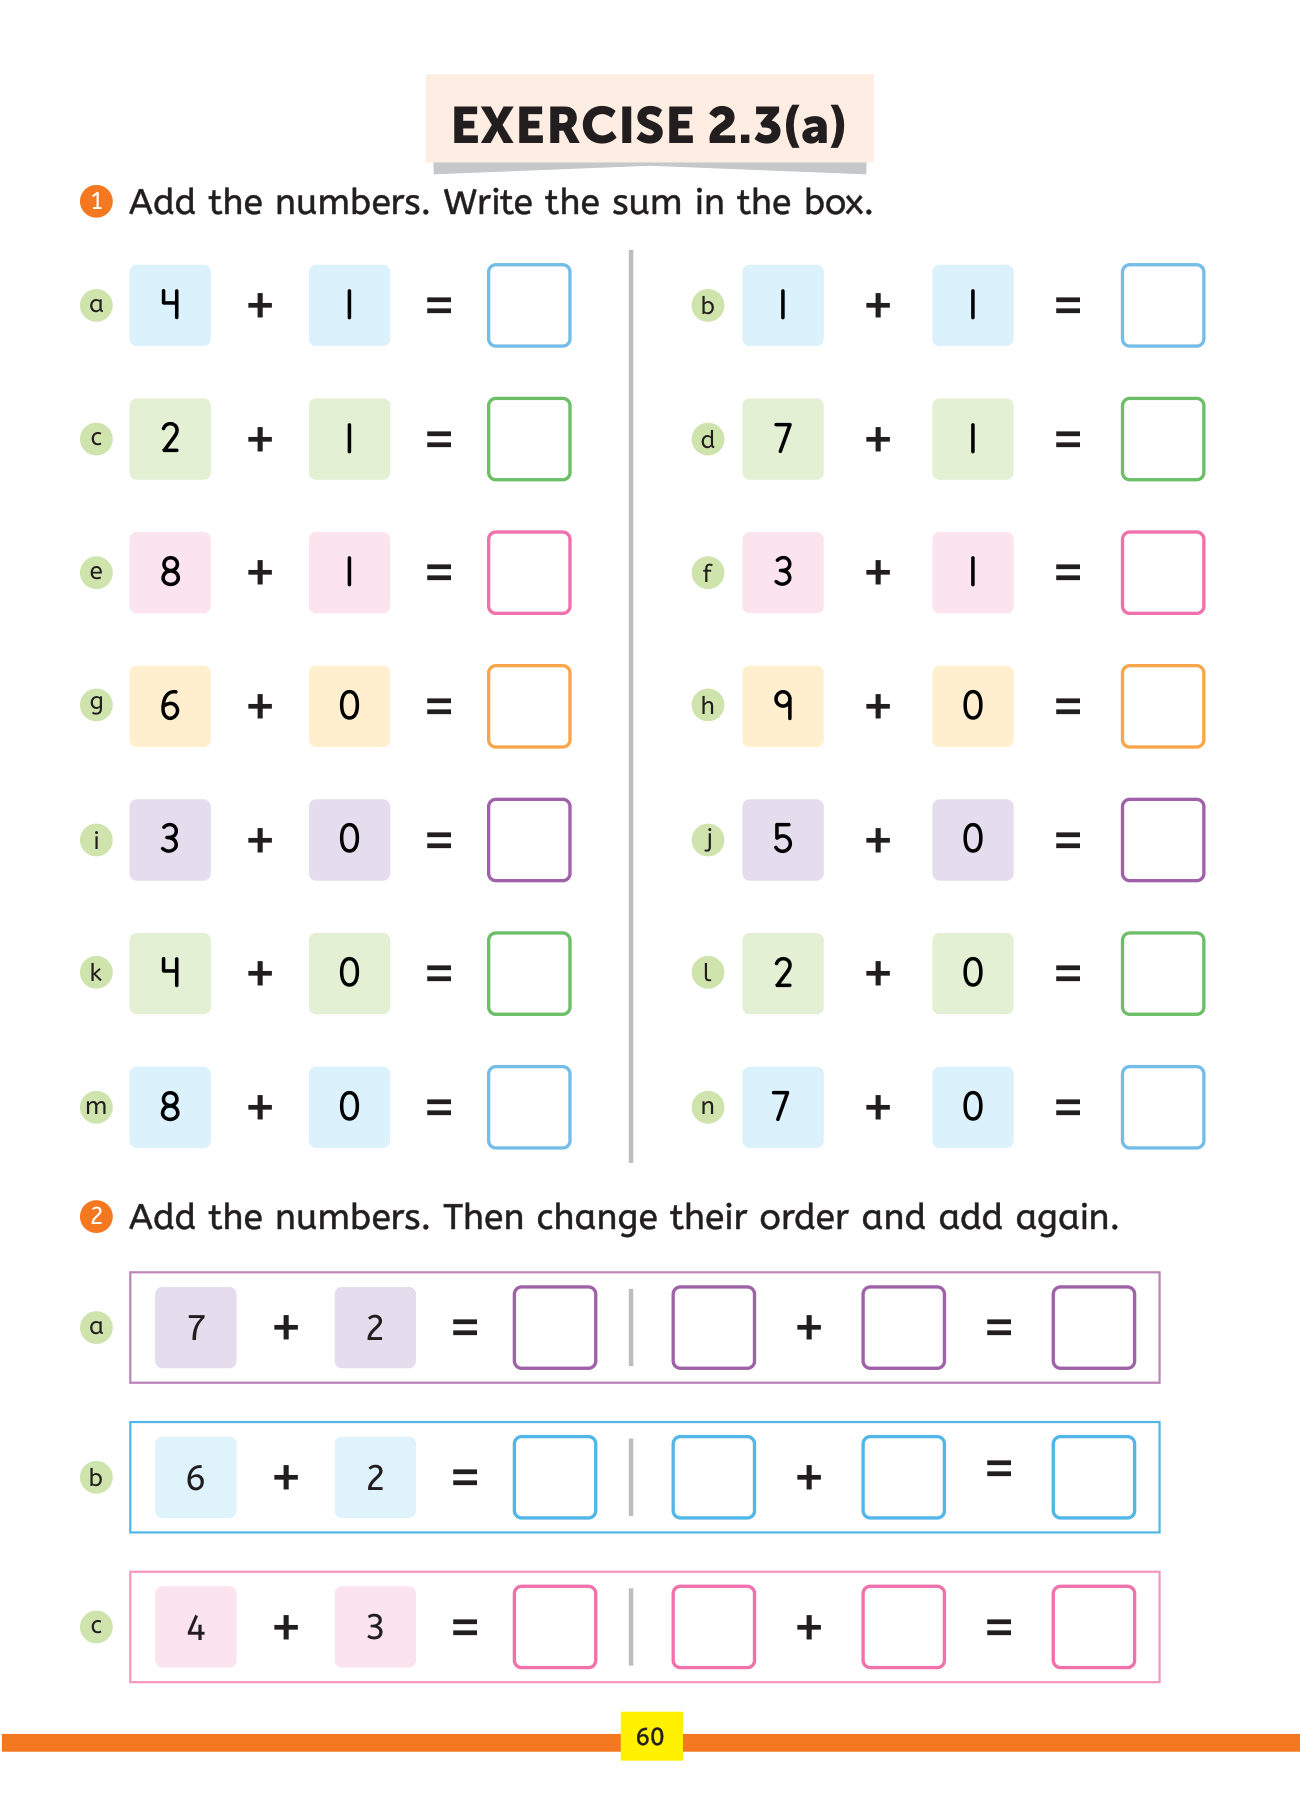 EXERCISE 2.3(a)
1 Add the numbers. Write the sum in the box.
a 4 + 1 =
b 1 + 1 =
c 2 + 1 =
d 7 + 1 =
e 8 + 1 =
f 3 + 1 =
g 6 + 0 =
h 9 + 0 =
i 3 + 0 =
j 5 + 0 =
k 4 + 0 =
l 2 + 0 =
m 8 + 0 =
n 7 + 0 =
2 Add the numbers. Then change their order and add again.
a 7 + 2 = + =
b 6 + 2 = + =
c 4 + 3 = + =
60